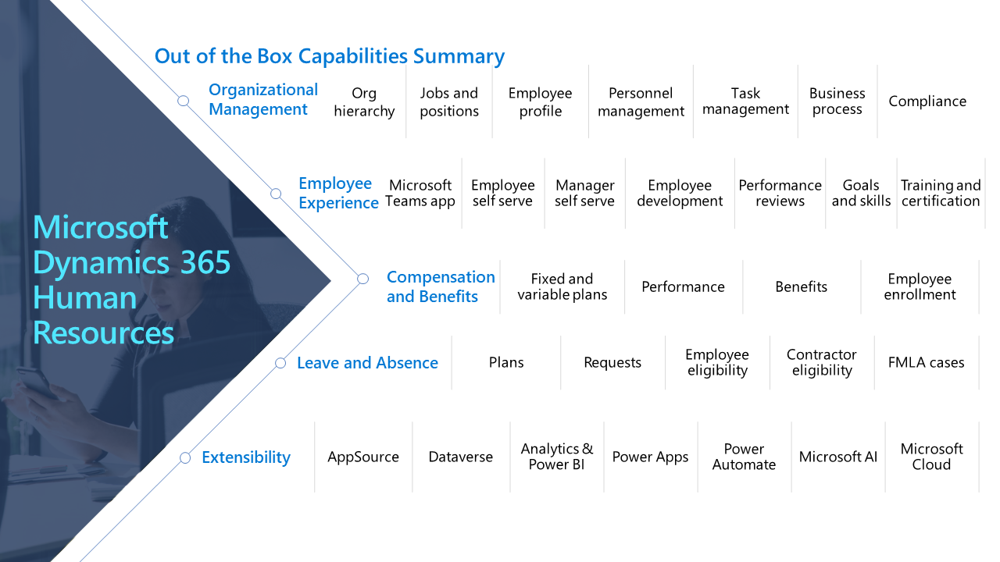 Out of the Box Capabilities Summary
Organizational
Management
Org
hierarchy
Jobs and
positions
Employee
profile
Personnel
management
Task
management
Business
process
Compliance
Employee
Experience
Microsoft
Teams app
Employee
self serve
Manager
self serve
Employee
development
Performance
reviews
Goals
and skills
Training and
certification
Microsoft
Dynamics 365
Human
Resources
Compensation
and Benefits
Fixed and
variable plans
Performance
Benefits
Employee
enrollment
Leave and Absence
Plans
Requests
Employee
eligibility
Contractor
eligibility
FMLA cases
Extensibility
AppSource
Dataverse
Analytics &
Power BI
Power Apps
Power
Automate
Microsoft AI
Microsoft
Cloud